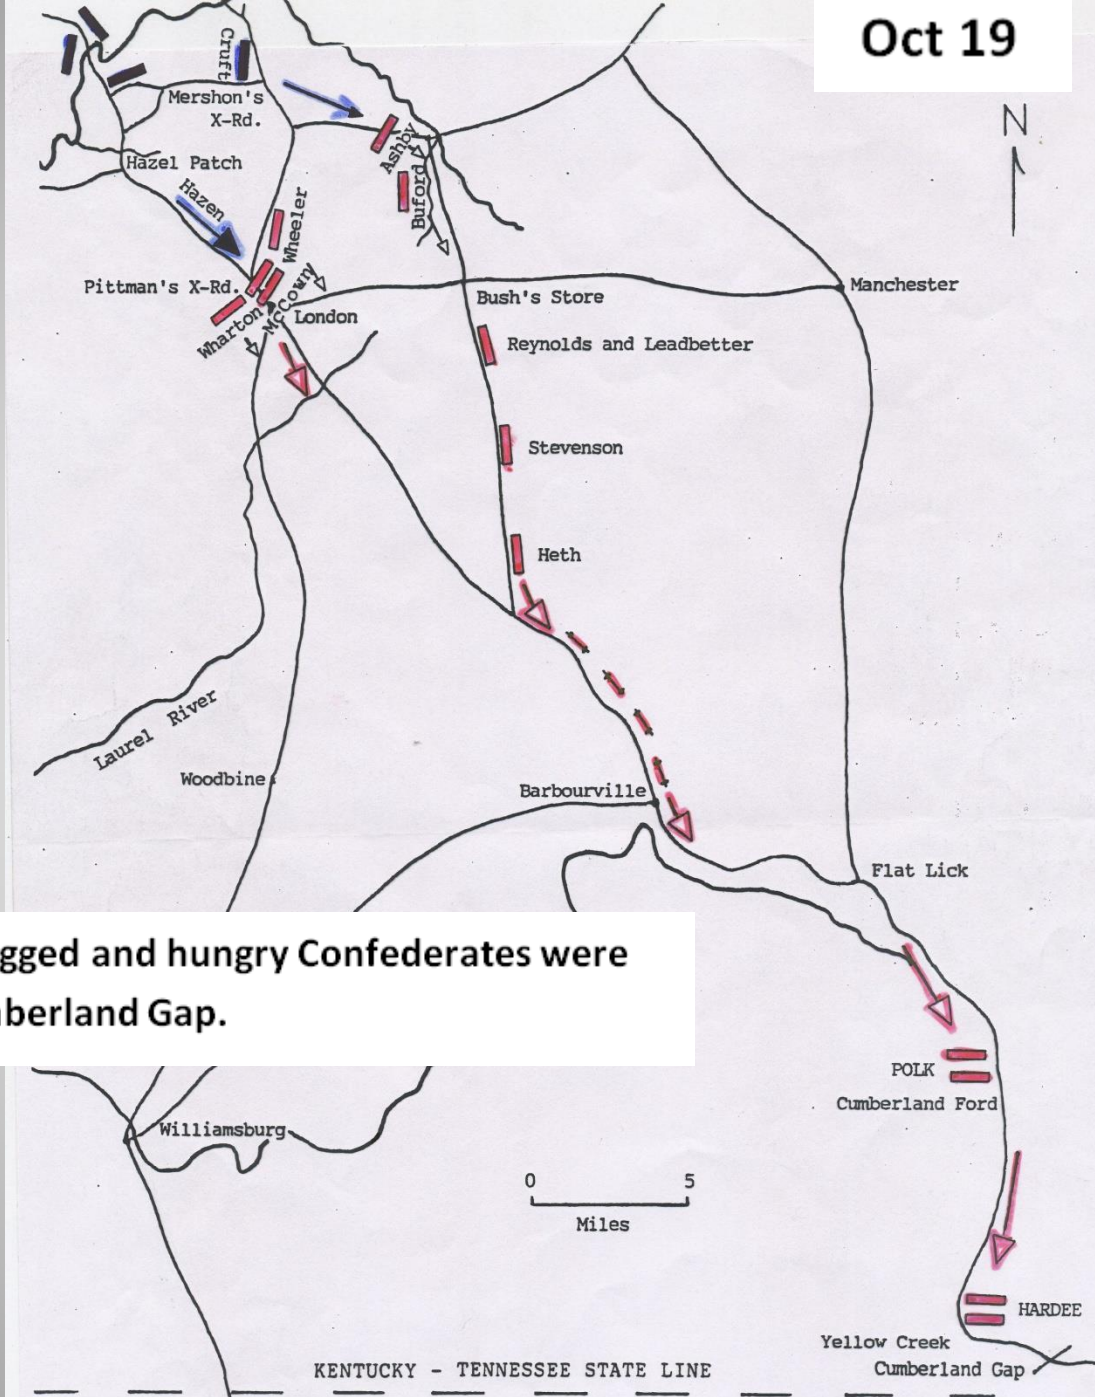 Oct 19
N
Cruft
Mershon's
X-Rd.
Hazel Patch
Hazen
Ashby
Buford
Wheeler
Pittman's X-Rd.
McCown
Wharton
London
Bush's Store
Manchester
Reynolds and Leadbetter
Stevenson
Heth
Laurel River
Woodbine
Barbourville
Flat Lick
gged and hungry Confederates were
berland Gap.
POLK
Cumberland Ford
Williamsburg
0 5
Miles
HARDEE
Yellow Creek
Cumberland Gap
KENTUCKY - TENNESSEE STATE LINE